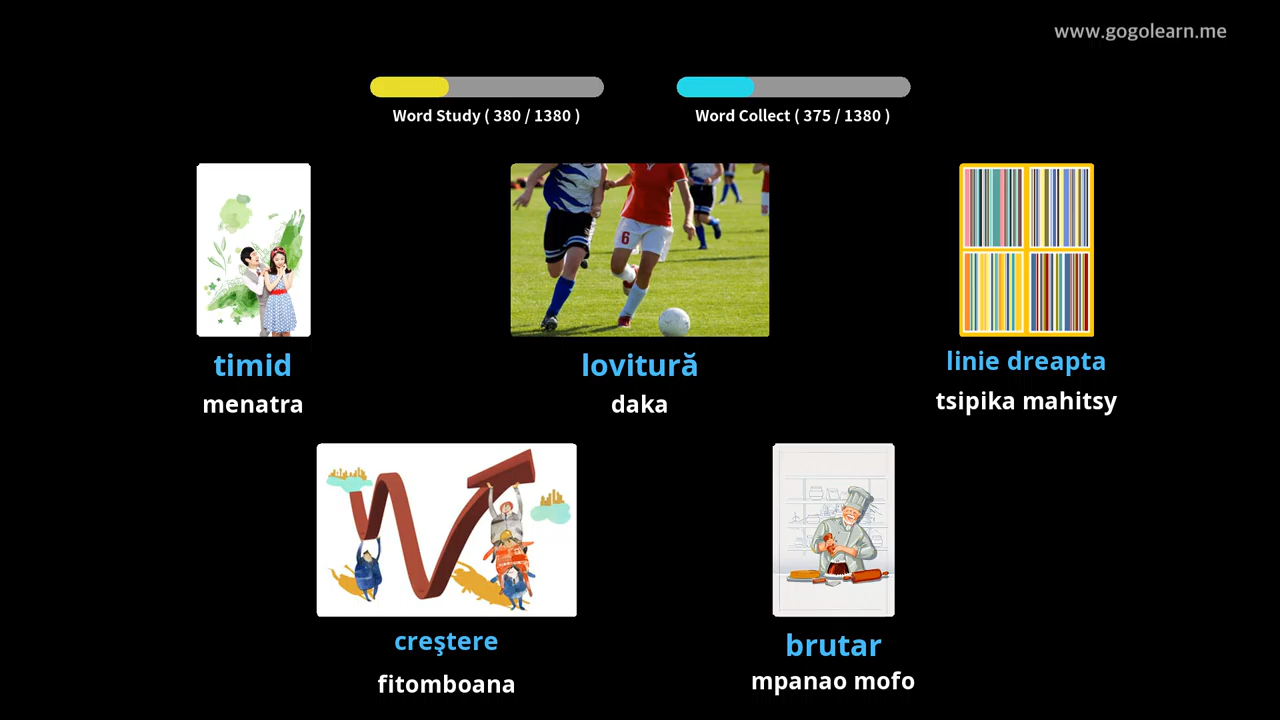 www.gogolearn.me
Word Study ( 380 / 1380 )
Word Collect ( 375 / 1380 )
timid
menatra
lovitură
daka
6
linie dreapta
tsipika mahitsy
creştere
fitomboana
brutar
mpanao mofo